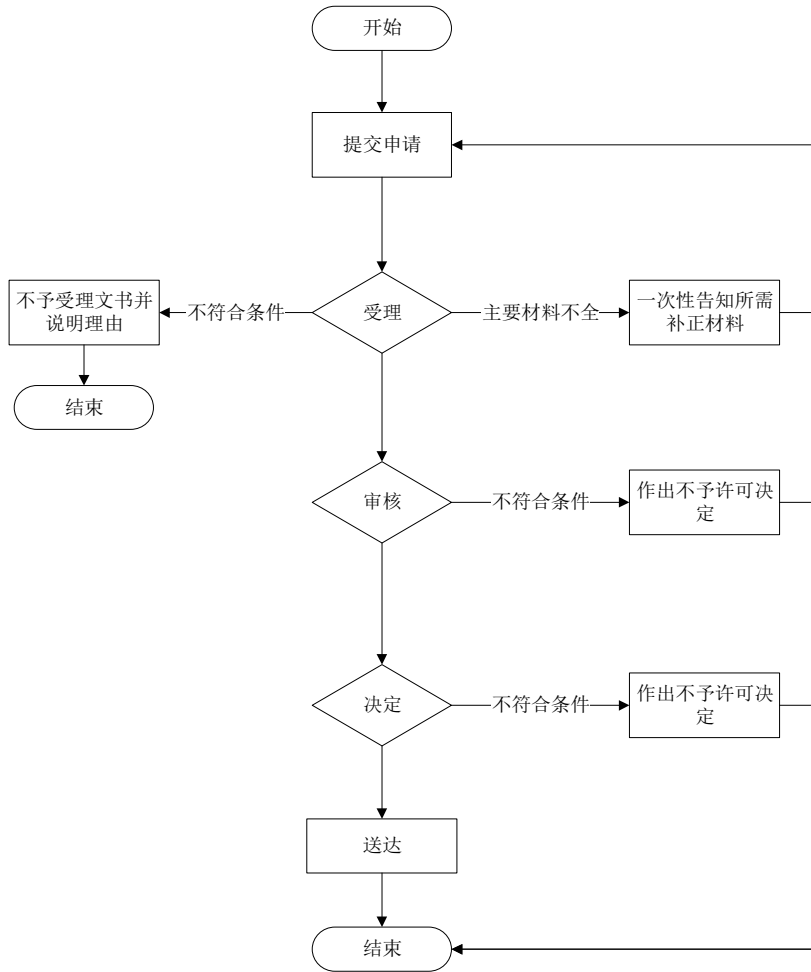 开始
提交申请
不予受理文书并
说明理由
不符合条件
受理
主要材料不全
一次性告知所需
补正材料
结束
审核
不符合条件
作出不予许可决
定
决定
不符合条件
作出不予许可决
定
送达
结束